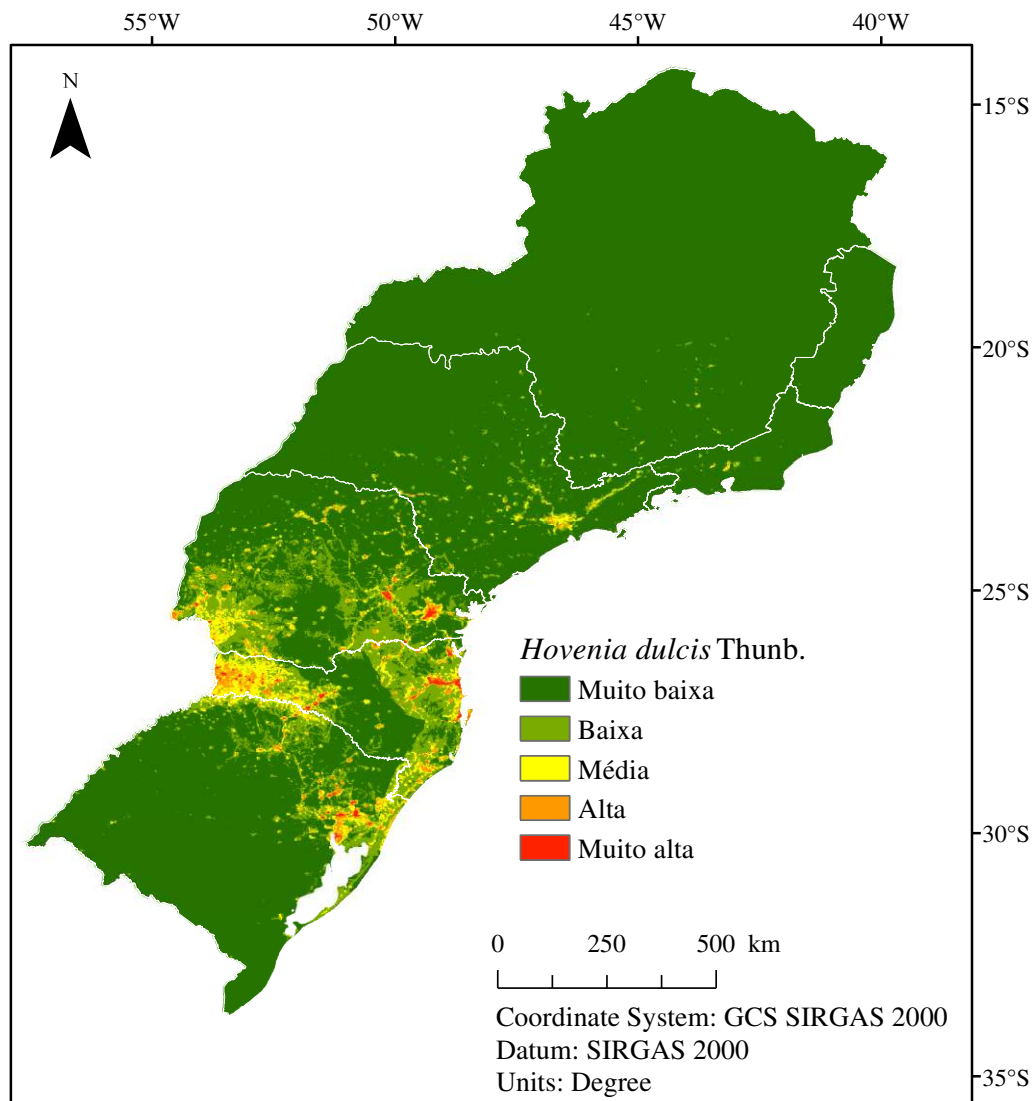 55°W 50°W 45°W 40°W
N
15°S
20°S
25°S
Hovenia dulcis Thunb.
Muito baixa
Baixa
Média
Alta
Muito alta
30°S
0 250 500 km
Coordinate System: GCS SIRGAS 2000
Datum: SIRGAS 2000
Units: Degree
35°S